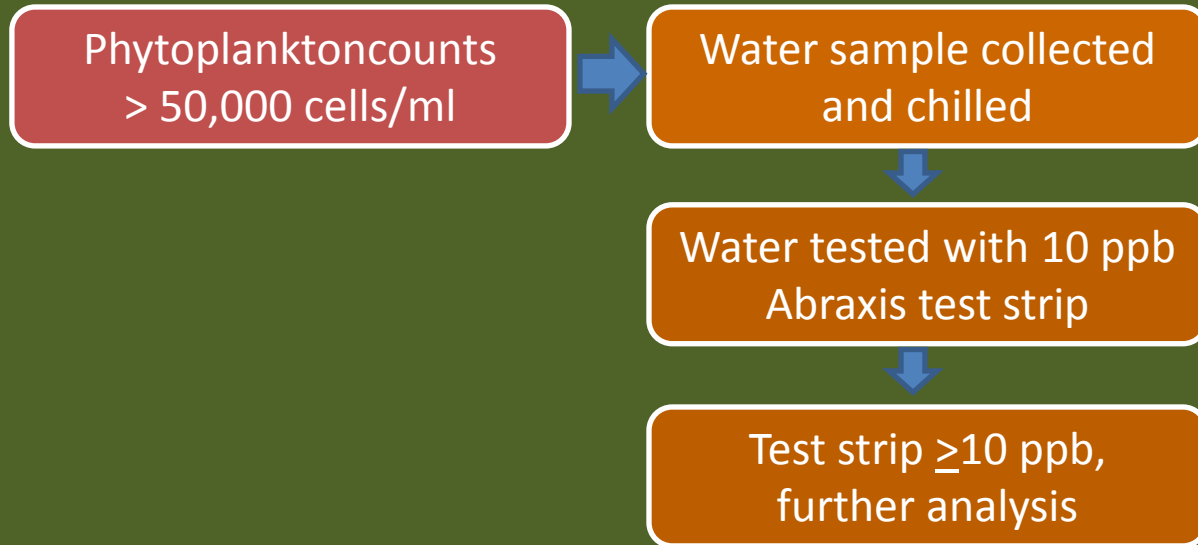 Phytoplanktoncounts
> 50,000 cells/ml
Water sample collected
and chilled
Water tested with 10 ppb
Abraxis test strip
Test strip >10 ppb,
further analysis